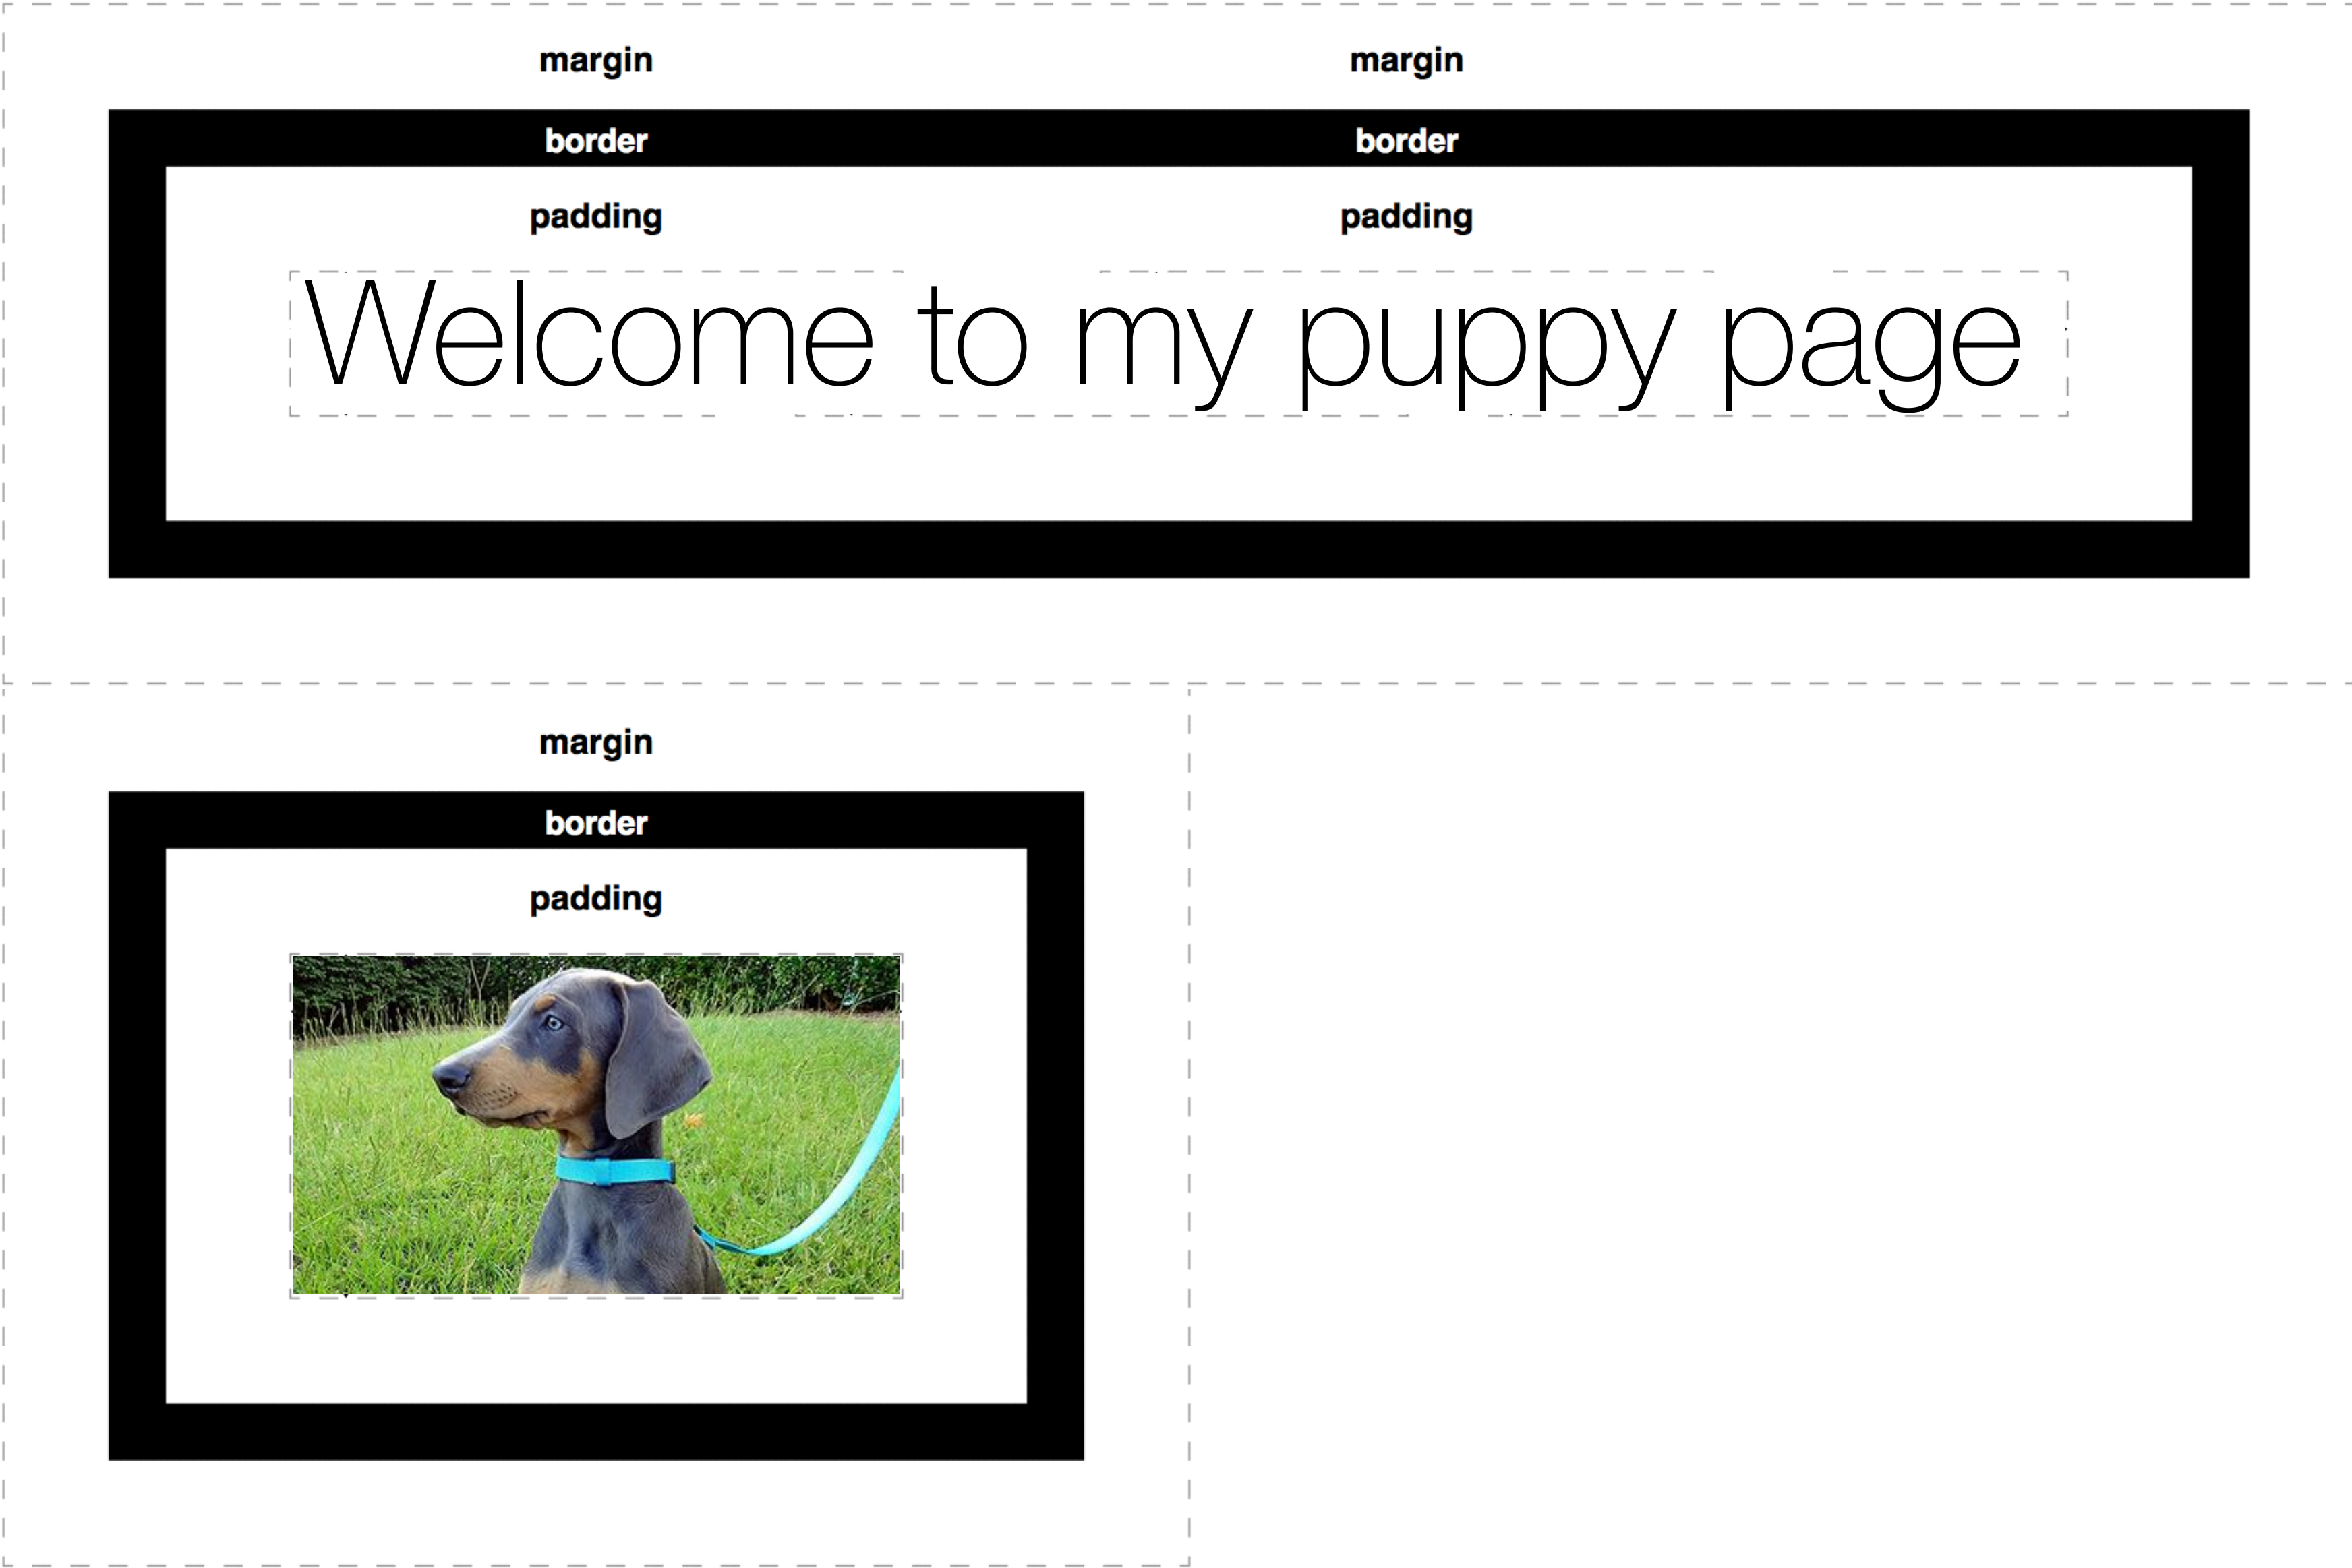 margin margin
border border
padding padding
Welcome to my puppy page
margin
border
padding